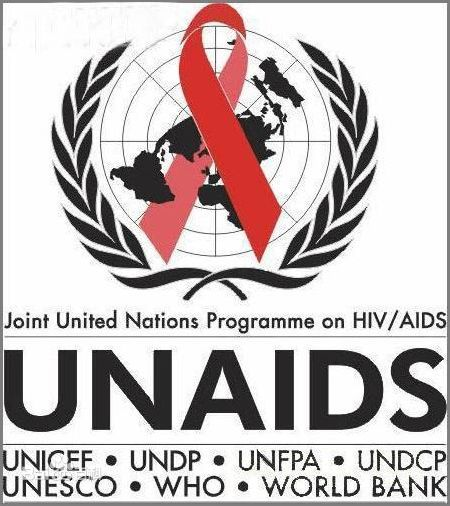 Joint United Nations Programme on HIV/AIDS
UNAIDS
UNICEF • UNDP • UNFPA • UNDCP
UNESCO • WHO • WORLD BANK